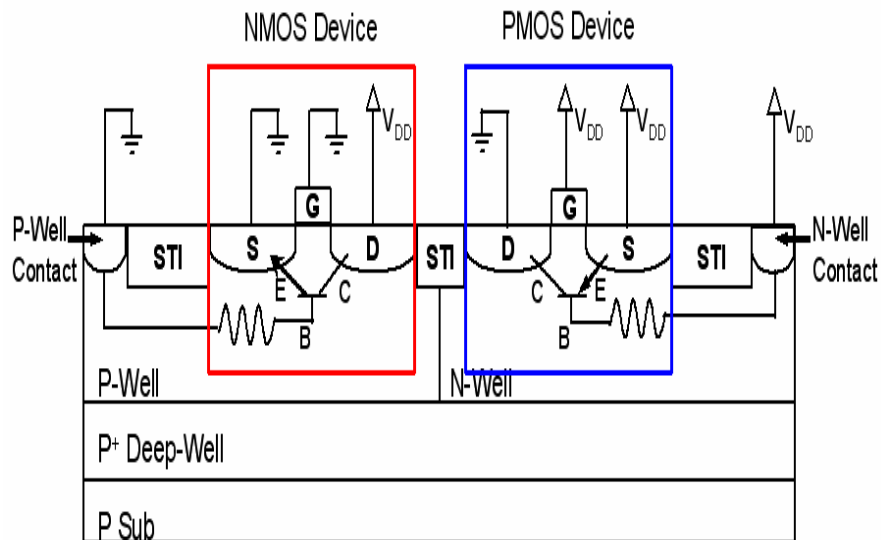 NMOS Device
PMOS Device
VDD
VDD
VDD
VDD
G
G
P-Well
Contact
STI
S
D
STI
D
S
STI
N-Well
Contact
E
C
B
C
E
B
P-Well
N-Well
P+ Deep-Well
P Sub